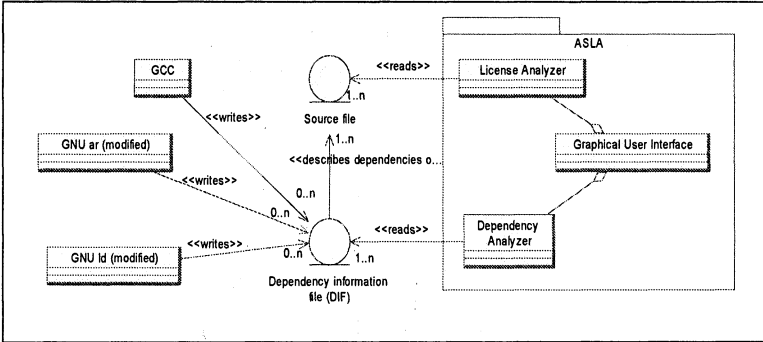 ASLA
GCC
<<reads>>
License Analyzer
<<writes>>
1..n
Source file
1..n
GNU ar (modified)
Graphical User Interface
<<describes dependencies o...
<<writes>>
0..n
0..n
<<reads>>
Dependency
Analyzer
GNU ld (modified)
<<writes>>
0..n
1..n
Dependency information
file (DIF)